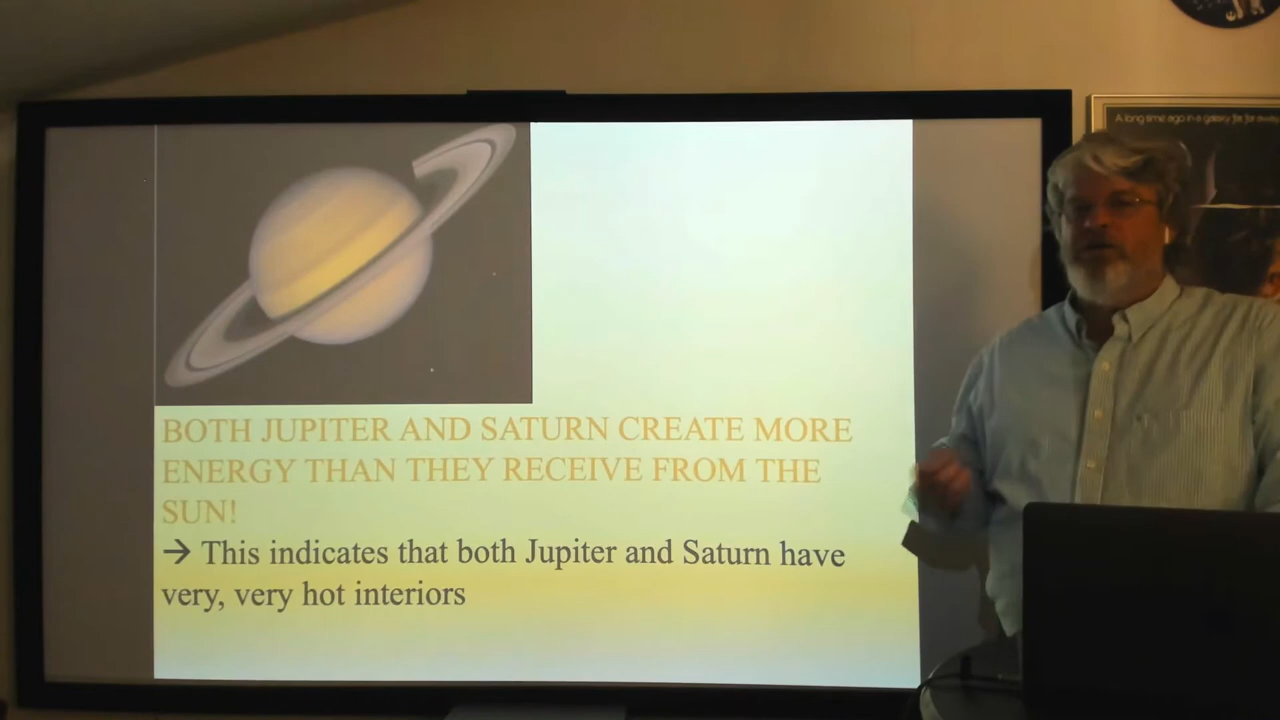 A long time ago in a galaxy far far away
BOTH JUPITER AND SATURN CREATE MORE
ENERGY THAN THEY RECEIVE FROM THE
SUN!
→ This indicates that both Jupiter and Saturn have
very, very hot interiors